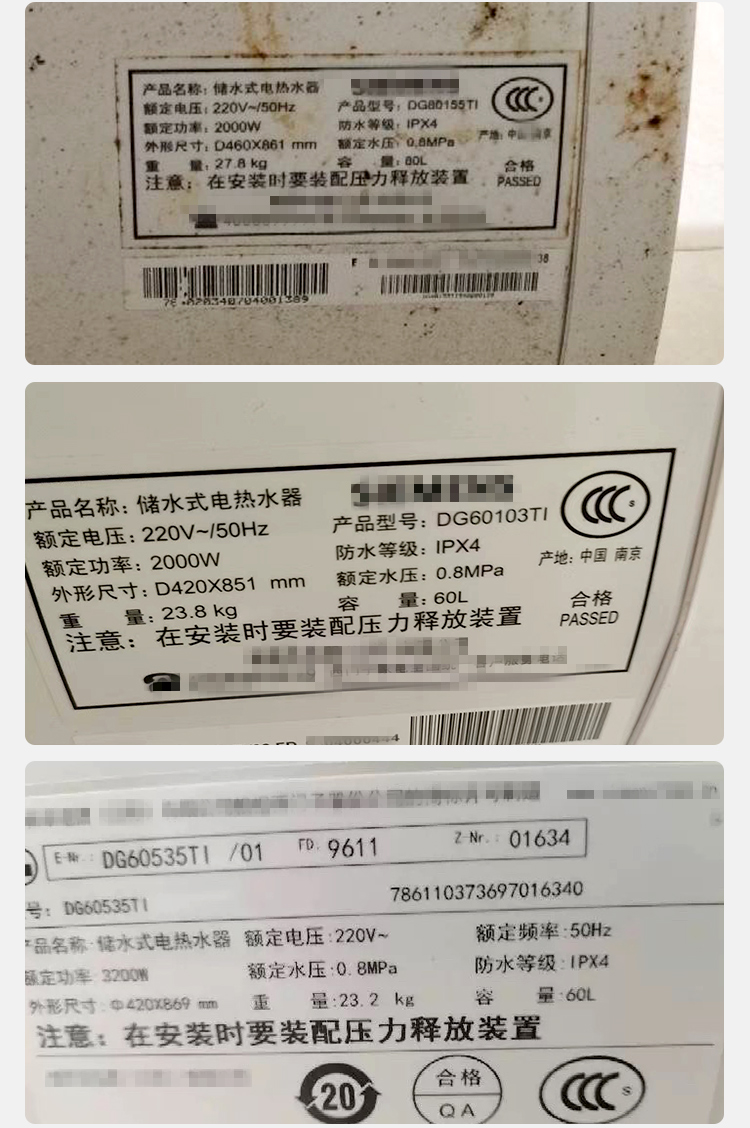 产品名称：储水式电热水器
额定电压：220V~/50Hz 产品型号：DG80155TI
额定功率：2000W 防水等级：IPX4
外形尺寸：D460X861 mm 额定水压：0.8MPa 产地：中国 南京
重 量：27.8 kg 容 量：80L 合格
注意：在安装时要装配压力释放装置 PASSED
38
产品名称：储水式电热水器
额定电压：220V~/50Hz 产品型号：DG60103TI
额定功率：2000W 防水等级：IPX4 产地：中国 南京
外形尺寸：D420X851 mm 额定水压：0.8MPa
重 量：23.8 kg 容 量：60L 合格
注意：在安装时要装配压力释放装置 PASSED
E-Nr.: DG60535TI /01 FD: 9611 Z-Nr.: 01634
号：DG60535TI 786110373697016340
产品名称：储水式电热水器 额定电压:220V~ 额定频率:50Hz
额定功率 3200W 额定水压:0.8MPa 防水等级:IPX4
外形尺寸:Φ420X869 mm 重 量:23.2 kg 容 量:60L
注意：在安装时要装配压力释放装置
20 合格 CCC S
QA